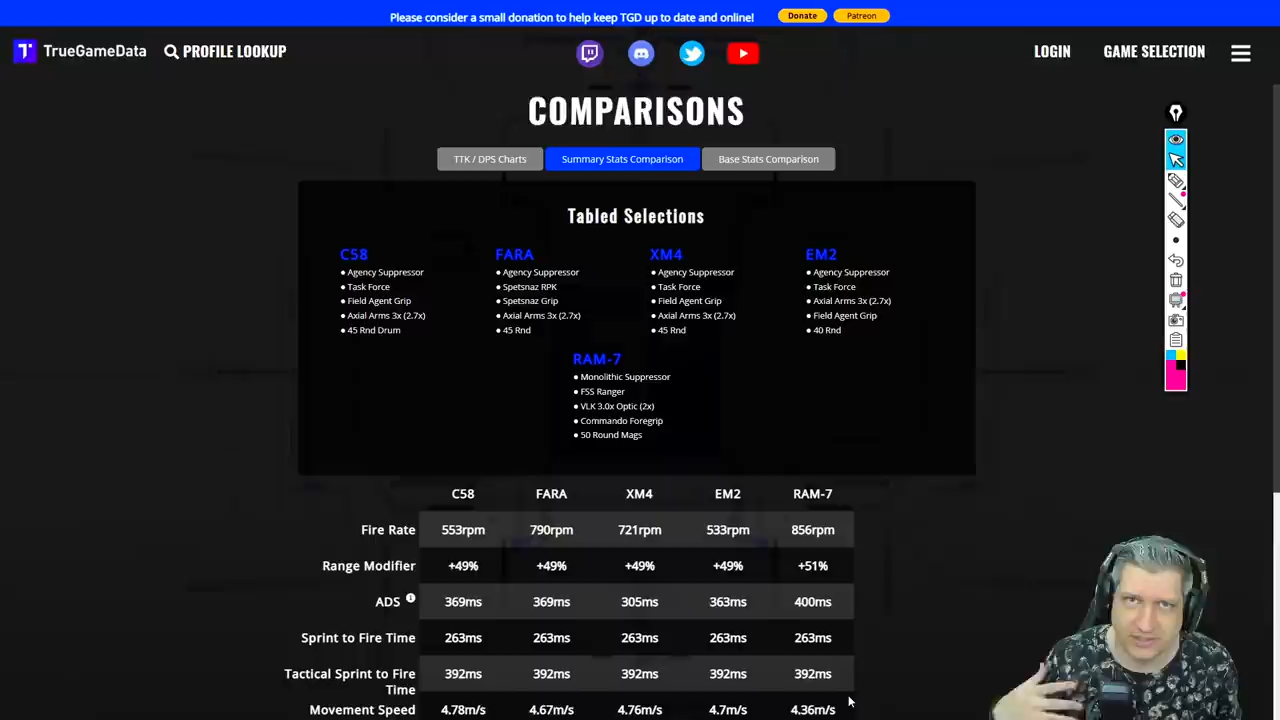 Please consider a small donation to help keep TGD up to date and online!
Donate
Patreon
TrueGameData
PROFILE LOOKUP
LOGIN
GAME SELECTION
COMPARISONS
TTK / DPS Charts
Summary Stats Comparison
Base Stats Comparison
Tabled Selections
C58
● Agency Suppressor
● Task Force
● Field Agent Grip
● Axial Arms 3x (2.7x)
● 45 Rnd Drum
FARA
● Agency Suppressor
● Spetsnaz RPK
● Spetsnaz Grip
● Axial Arms 3x (2.7x)
● 45 Rnd
XM4
● Agency Suppressor
● Task Force
● Field Agent Grip
● Axial Arms 3x (2.7x)
● 45 Rnd
EM2
● Agency Suppressor
● Task Force
● Axial Arms 3x (2.7x)
● Field Agent Grip
● 40 Rnd
RAM-7
● Monolithic Suppressor
● FSS Ranger
● VLK 3.0x Optic (2x)
● Commando Foregrip
● 50 Round Mags
C58 FARA XM4 EM2 RAM-7
Fire Rate 553rpm 790rpm 721rpm 533rpm 856rpm
Range Modifier +49% +49% +49% +49% +51%
ADS 369ms 369ms 305ms 363ms 400ms
Sprint to Fire Time 263ms 263ms 263ms 263ms 263ms
Tactical Sprint to Fire 392ms 392ms 392ms 392ms 392ms
Time
Movement Speed 4.78m/s 4.67m/s 4.76m/s 4.7m/s 4.36m/s